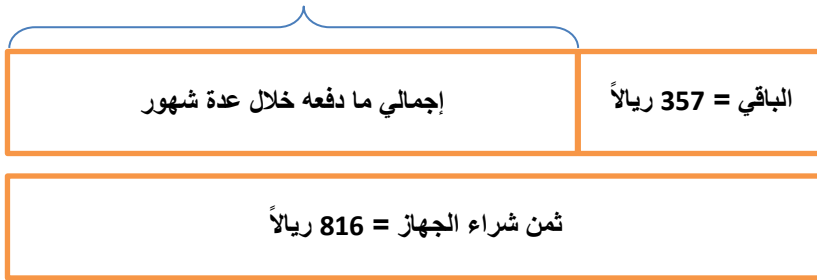 الباقي = 357 ريالاً
إجمالي ما دفعه خلال عدة شهور
ثمن شراء الجهاز = 816 ريالاً